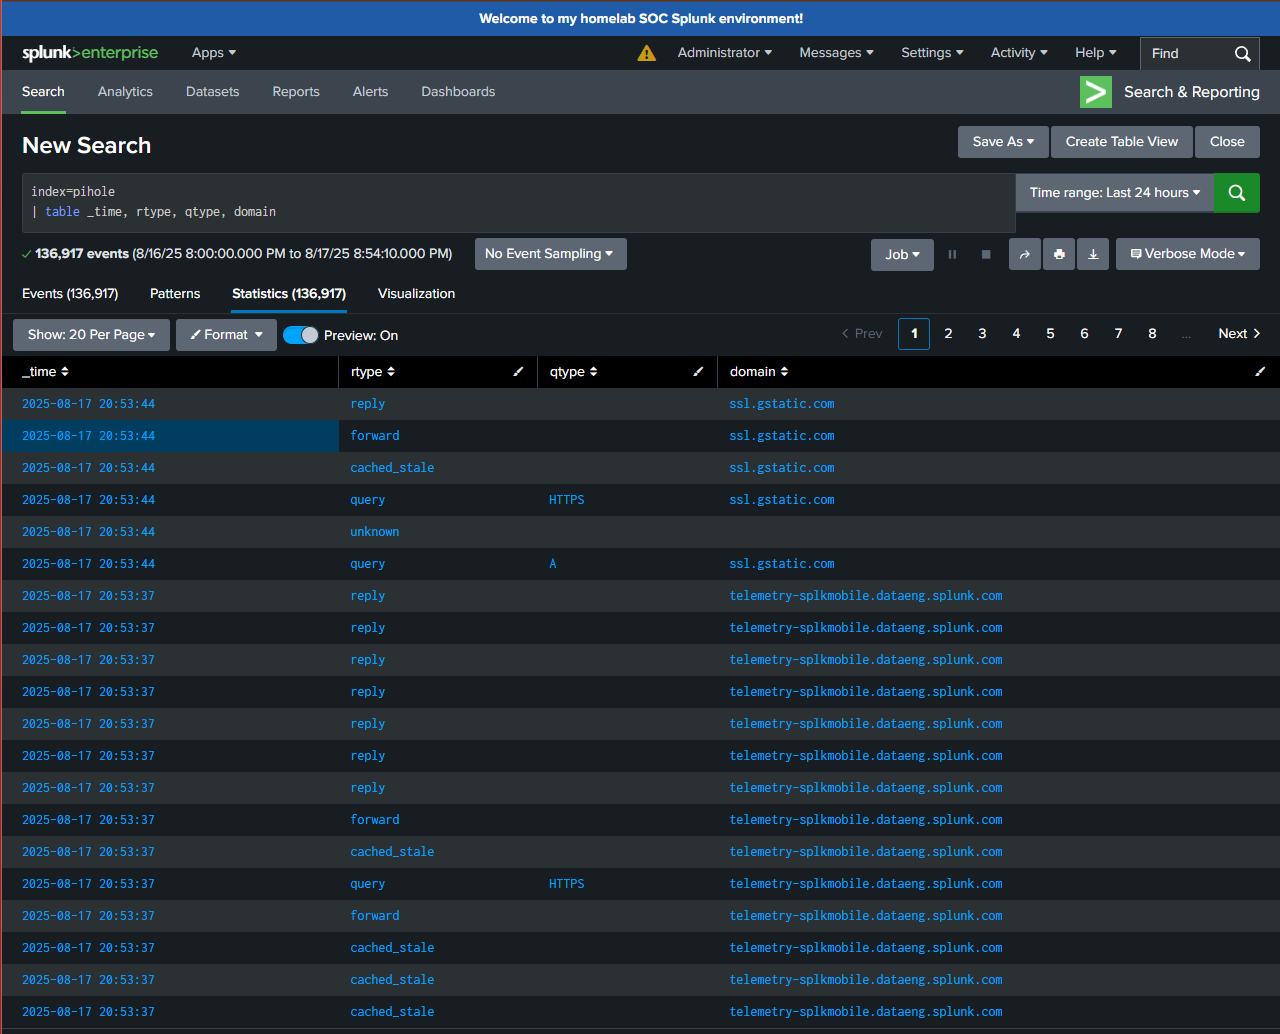 Welcome to my homelab SOC Splunk environment!
splunk>enterprise Apps Administrator Messages Settings Activity Help Find
Search Analytics Datasets Reports Alerts Dashboards > Search & Reporting
New Search Save As Create Table View Close
index=pihole
| table _time, rtype, qtype, domain
Time range: Last 24 hours
136,917 events (8/16/25 8:00:00.000 PM to 8/17/25 8:54:10.000 PM) No Event Sampling Job Verbose Mode
Events (136,917) Patterns Statistics (136,917) Visualization
Show: 20 Per Page Format Preview: On < Prev 1 2 3 4 5 6 7 8 ... Next >
_time rtype qtype domain
2025-08-17 20:53:44 reply ssl.gstatic.com
2025-08-17 20:53:44 forward ssl.gstatic.com
2025-08-17 20:53:44 cached_stale ssl.gstatic.com
2025-08-17 20:53:44 query HTTPS ssl.gstatic.com
2025-08-17 20:53:44 unknown
2025-08-17 20:53:44 query A ssl.gstatic.com
2025-08-17 20:53:37 reply telemetry-splkmobile.dataeng.splunk.com
2025-08-17 20:53:37 reply telemetry-splkmobile.dataeng.splunk.com
2025-08-17 20:53:37 reply telemetry-splkmobile.dataeng.splunk.com
2025-08-17 20:53:37 reply telemetry-splkmobile.dataeng.splunk.com
2025-08-17 20:53:37 reply telemetry-splkmobile.dataeng.splunk.com
2025-08-17 20:53:37 reply telemetry-splkmobile.dataeng.splunk.com
2025-08-17 20:53:37 reply telemetry-splkmobile.dataeng.splunk.com
2025-08-17 20:53:37 forward telemetry-splkmobile.dataeng.splunk.com
2025-08-17 20:53:37 cached_stale telemetry-splkmobile.dataeng.splunk.com
2025-08-17 20:53:37 query HTTPS telemetry-splkmobile.dataeng.splunk.com
2025-08-17 20:53:37 forward telemetry-splkmobile.dataeng.splunk.com
2025-08-17 20:53:37 cached_stale telemetry-splkmobile.dataeng.splunk.com
2025-08-17 20:53:37 cached_stale telemetry-splkmobile.dataeng.splunk.com
2025-08-17 20:53:37 cached_stale telemetry-splkmobile.dataeng.splunk.com